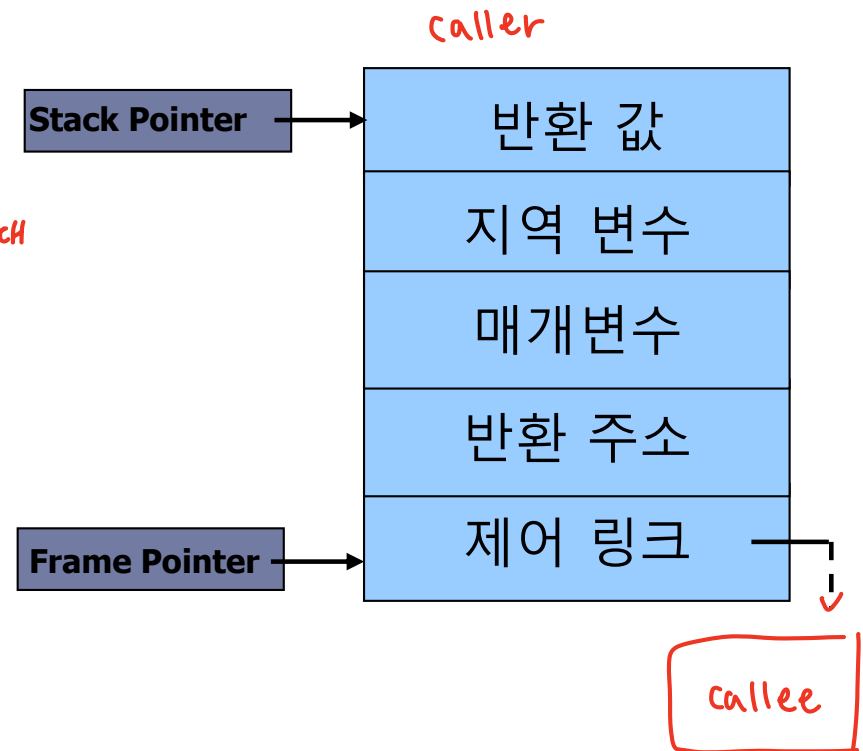 caller
Stack Pointer
반환 값
지역 변수
매개변수
반환 주소
Frame Pointer
제어 링크
callee